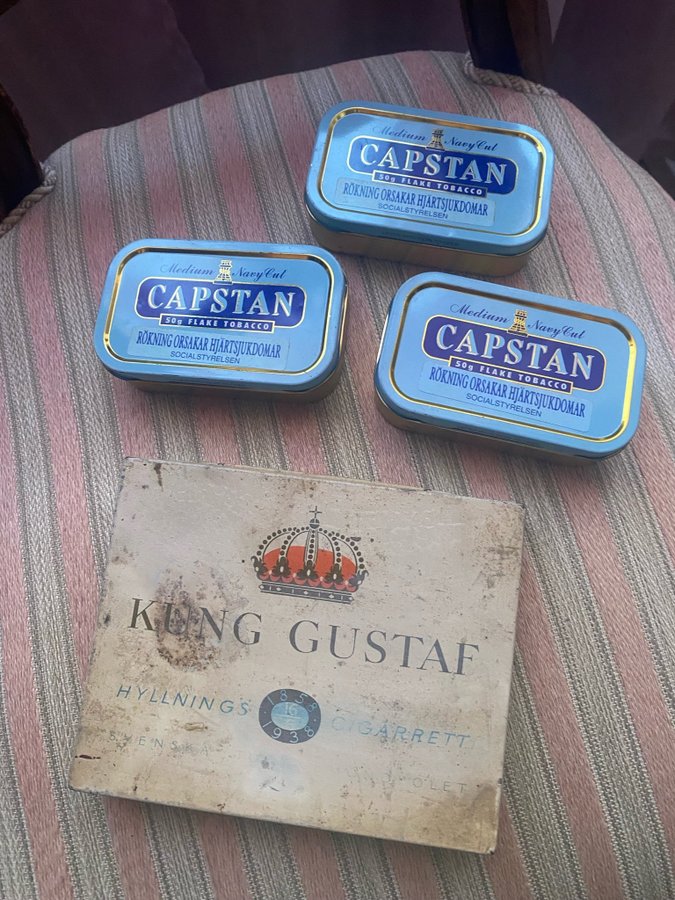 Medium Navy Cut
CAPSTAN
50g FLAKE TOBACCO
RÖKNING ORSAKAR HJÄRTSJUKDOMAR
SOCIALSTYRELSEN
Medium Navy Cut
CAPSTAN
50g FLAKE TOBACCO
RÖKNING ORSAKAR HJÄRTSJUKDOMAR
SOCIALSTYRELSEN
Medium Navy Cut
CAPSTAN
50g FLAKE TOBACCO
RÖKNING ORSAKAR HJÄRTSJUKDOMAR
SOCIALSTYRELSEN
KUNG GUSTAF
HYLLNINGS 1858 16 1938 CIGARRETT
SVENSKA